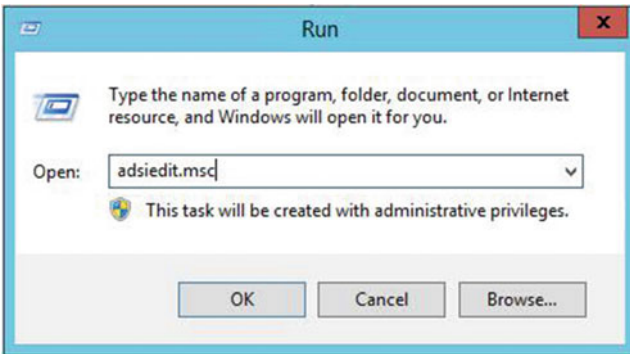 Run
x
Type the name of a program, folder, document, or Internet
resource, and Windows will open it for you.
Open: adsiedit.msc
This task will be created with administrative privileges.
OK Cancel Browse...